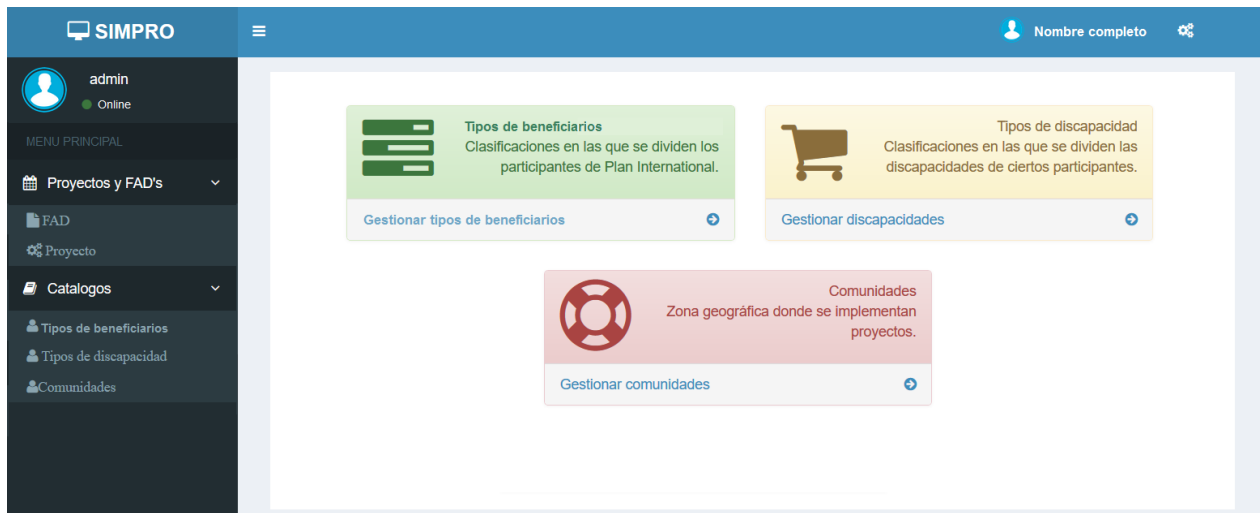 SIMPRO
Nombre completo
admin
Online
MENU PRINCIPAL
Proyectos y FAD's
FAD
Proyecto
Catalogos
Tipos de beneficiarios
Tipos de discapacidad
Comunidades
Tipos de beneficiarios
Clasificaciones en las que se dividen los
participantes de Plan International.
Gestionar tipos de beneficiarios
Tipos de discapacidad
Clasificaciones en las que se dividen las
discapacidades de ciertos participantes.
Gestionar discapacidades
Comunidades
Zona geográfica donde se implementan
proyectos.
Gestionar comunidades